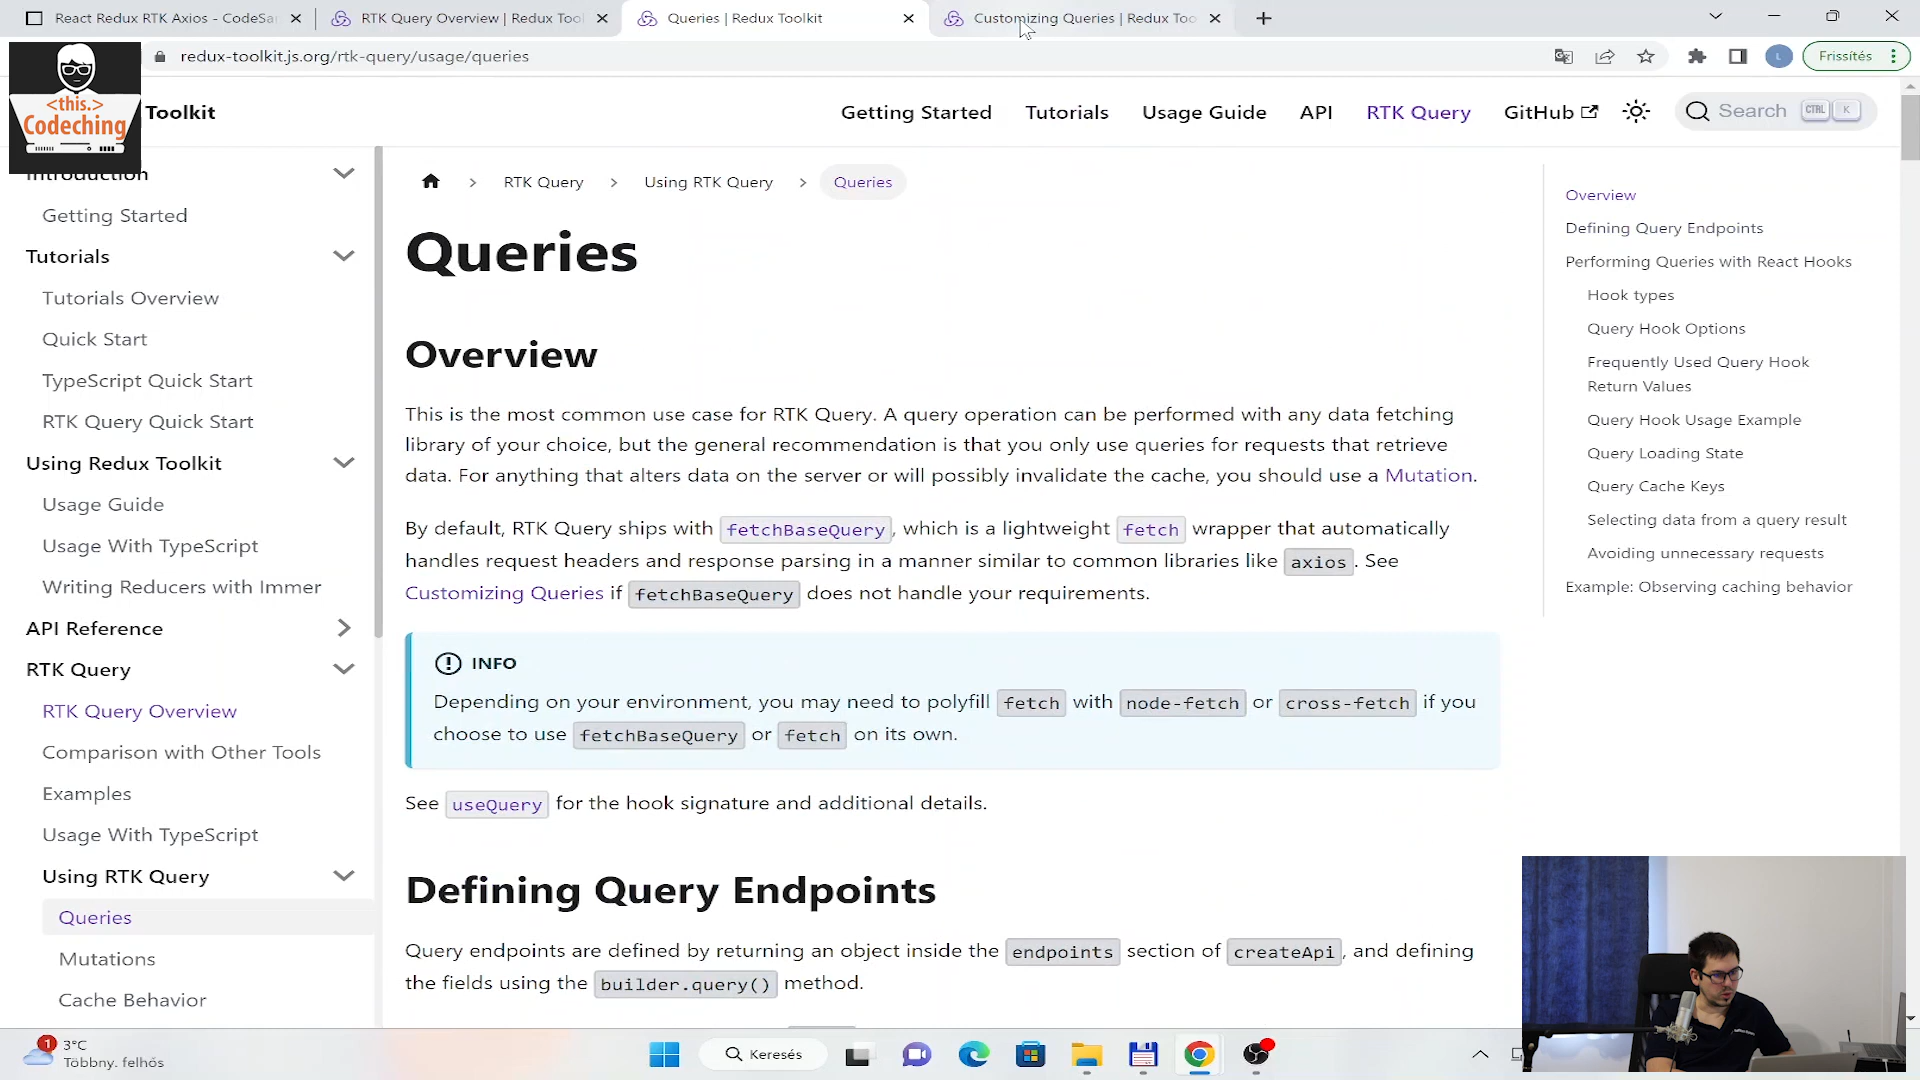 React Redux RTK Axios - CodeSa
RTK Query Overview | Redux Tool
Queries | Redux Toolkit
Customizing Queries | Redux Too
redux-toolkit.js.org/rtk-query/usage/queries
L
Frissítés
<this.>
Codeching
Toolkit
Getting Started
Tutorials
Usage Guide
API
RTK Query
GitHub
Search
CTRL
K
Introduction
Getting Started
Tutorials
Tutorials Overview
Quick Start
TypeScript Quick Start
RTK Query Quick Start
Using Redux Toolkit
Usage Guide
Usage With TypeScript
Writing Reducers with Immer
API Reference
RTK Query
RTK Query Overview
Comparison with Other Tools
Examples
Usage With TypeScript
Using RTK Query
Queries
Mutations
Cache Behavior
RTK Query > Using RTK Query > Queries
Queries
Overview
This is the most common use case for RTK Query. A query operation can be performed with any data fetching
library of your choice, but the general recommendation is that you only use queries for requests that retrieve
data. For anything that alters data on the server or will possibly invalidate the cache, you should use a Mutation.
By default, RTK Query ships with fetchBaseQuery, which is a lightweight fetch wrapper that automatically
handles request headers and response parsing in a manner similar to common libraries like axios. See
Customizing Queries if fetchBaseQuery does not handle your requirements.
INFO
Depending on your environment, you may need to polyfill fetch with node-fetch or cross-fetch if you
choose to use fetchBaseQuery or fetch on its own.
See useQuery for the hook signature and additional details.
Defining Query Endpoints
Query endpoints are defined by returning an object inside the endpoints section of createApi, and defining
the fields using the builder.query() method.
Overview
Defining Query Endpoints
Performing Queries with React Hooks
Hook types
Query Hook Options
Frequently Used Query Hook
Return Values
Query Hook Usage Example
Query Loading State
Query Cache Keys
Selecting data from a query result
Avoiding unnecessary requests
Example: Observing caching behavior
1
3°C
Többny. felhős
Keresés